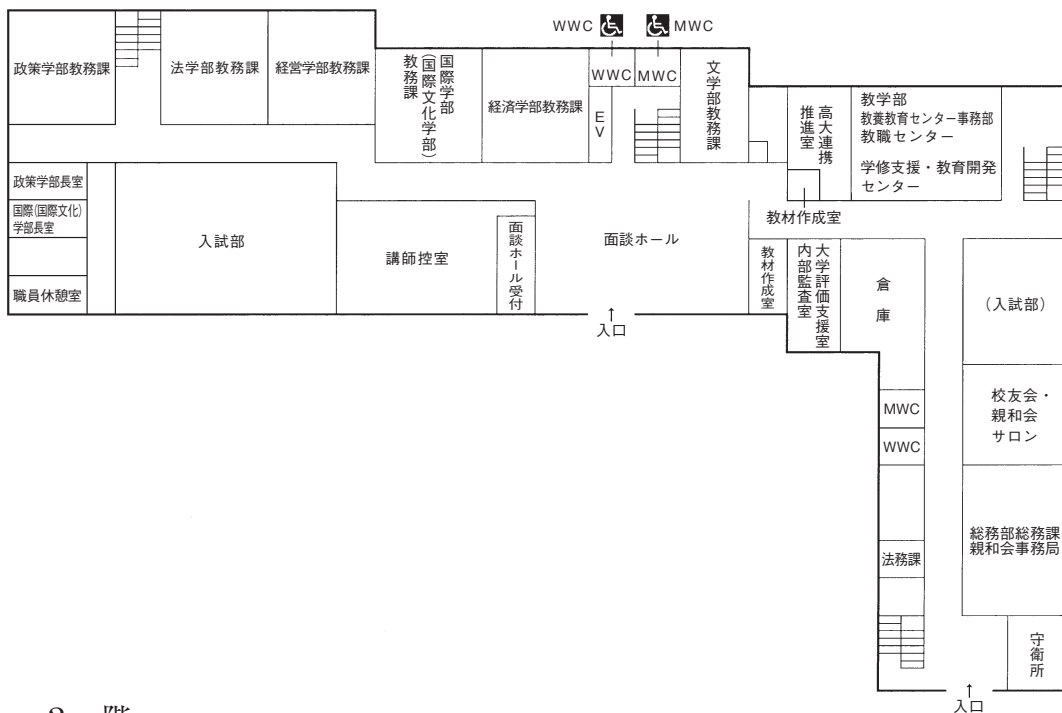 WWC
MWC
政策学部教務課
法学部教務課
経営学部教務課
国際学部
(国際文化学部)
教務課
経済学部教務課
WWC
MWC
EV
文学部教務課
高大連携
推進室
教学部
教養教育センター事務部
教職センター
学修支援・教育開発
センター
教材作成室
政策学部長室
国際(国際文化)
学部長室
職員休憩室
入試部
講師控室
面談ホール受付
面談ホール
↑
入口
教材作成室
大学評価支援室
内部監査室
倉庫
(入試部)
MWC
WWC
校友会・
親和会
サロン
法務課
総務部総務課
親和会事務局
守衛所
↑
入口